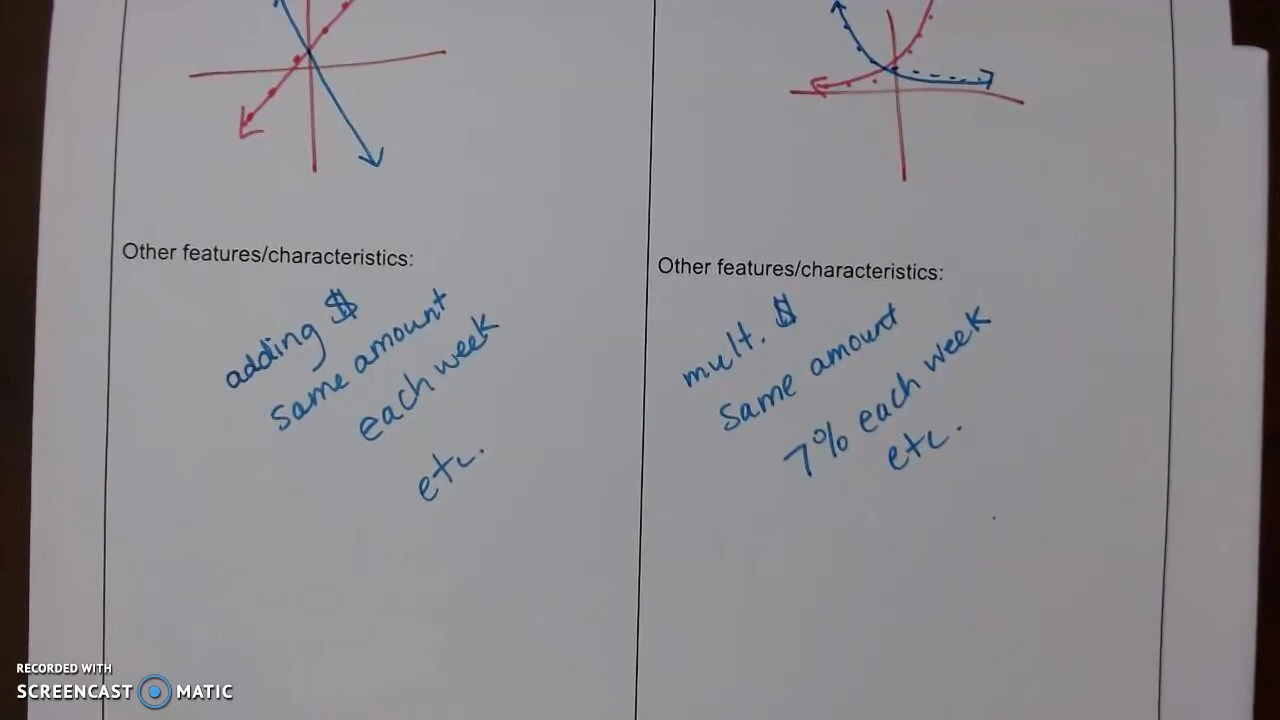 Other features/characteristics:
adding $
same amount
each week
etc.
Other features/characteristics:
mult. $
same amount
7% each week
etc.
RECORDED WITH
SCREENCAST MATIC